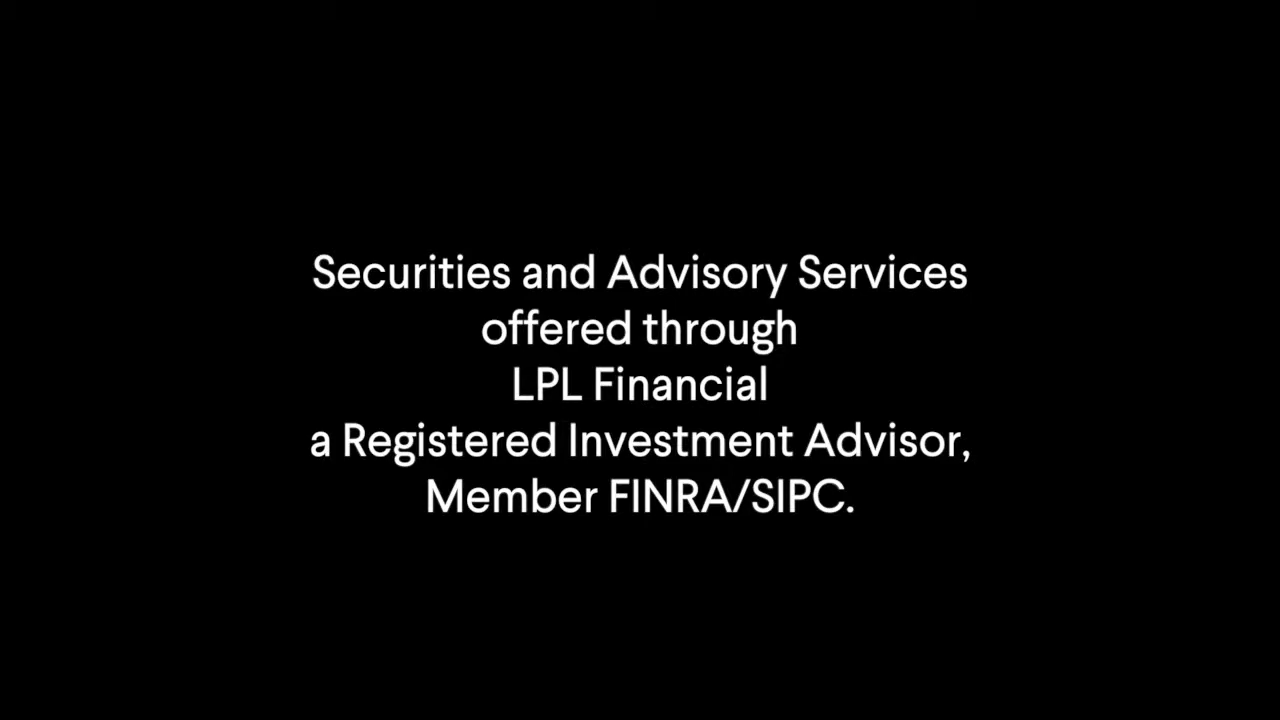 Securities and Advisory Services
offered through
LPL Financial
a Registered Investment Advisor,
Member FINRA/SIPC.